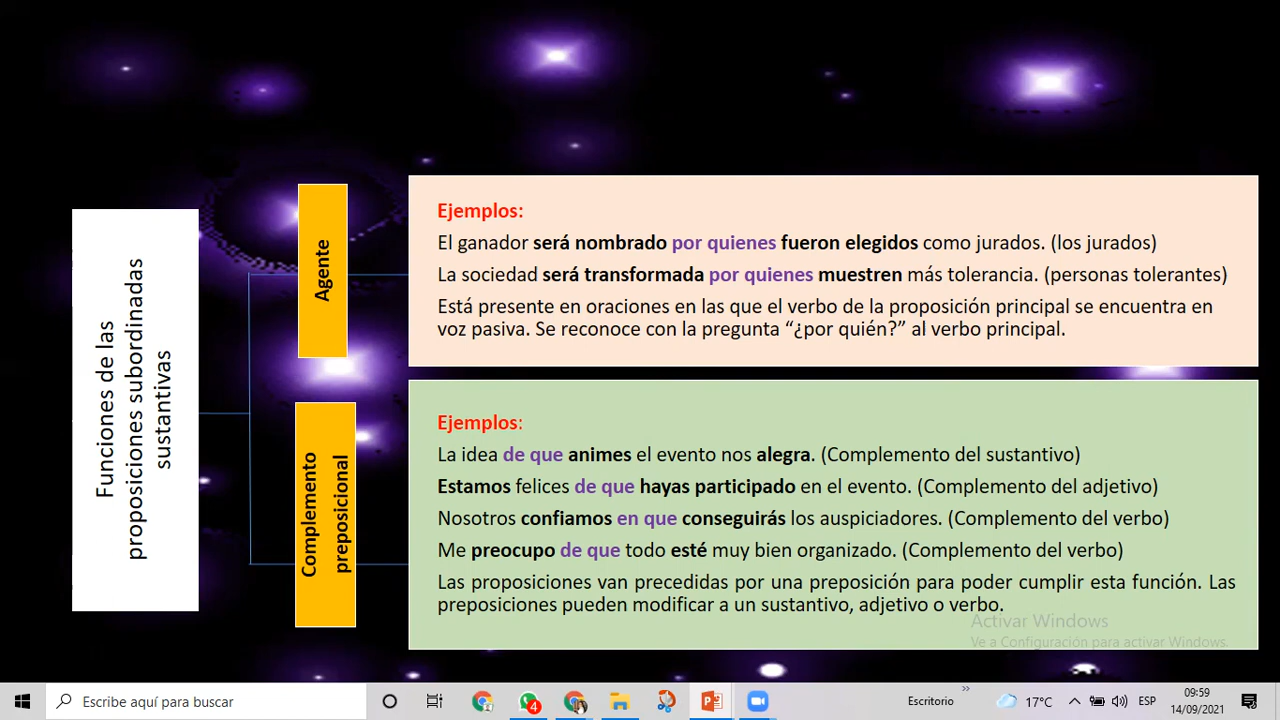 Funciones de las
proposiciones subordinadas
sustantivas
Agente
Ejemplos:
El ganador será nombrado por quienes fueron elegidos como jurados. (los jurados)
La sociedad será transformada por quienes muestren más tolerancia. (personas tolerantes)
Está presente en oraciones en las que el verbo de la proposición principal se encuentra en
voz pasiva. Se reconoce con la pregunta “¿por quién?” al verbo principal.
Complemento
preposicional
Ejemplos:
La idea de que animes el evento nos alegra. (Complemento del sustantivo)
Estamos felices de que hayas participado en el evento. (Complemento del adjetivo)
Nosotros confiamos en que conseguirás los auspiciadores. (Complemento del verbo)
Me preocupo de que todo esté muy bien organizado. (Complemento del verbo)
Las proposiciones van precedidas por una preposición para poder cumplir esta función. Las
preposiciones pueden modificar a un sustantivo, adjetivo o verbo.
Activar Windows
Ve a Configuración para activar Windows.
Escribe aquí para buscar
4
Escritorio
17°C
ESP
09:59
14/09/2021